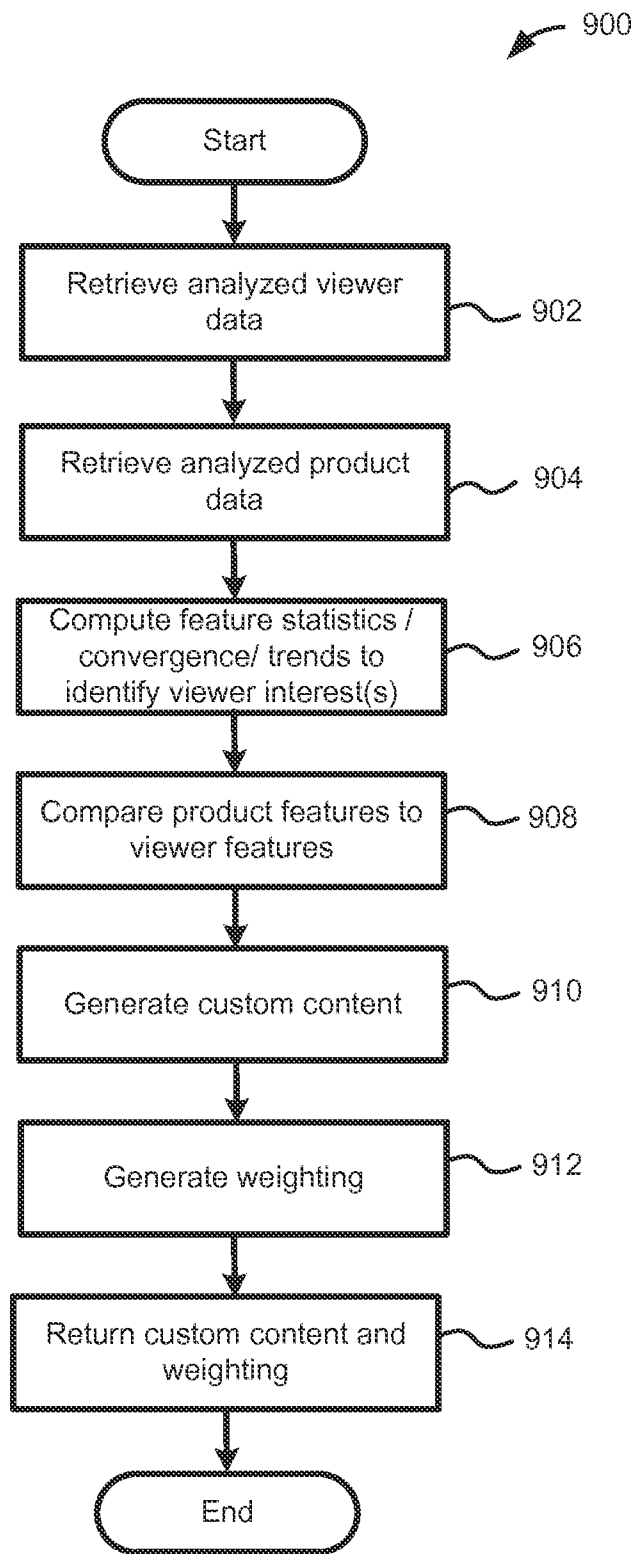 900
Start
Retrieve analyzed viewer
data
902
Retrieve analyzed product
data
904
Compute feature statistics /
convergence/ trends to
identify viewer interest(s)
906
Compare product features to
viewer features
908
Generate custom content
910
Generate weighting
912
Return custom content and
weighting
914
End